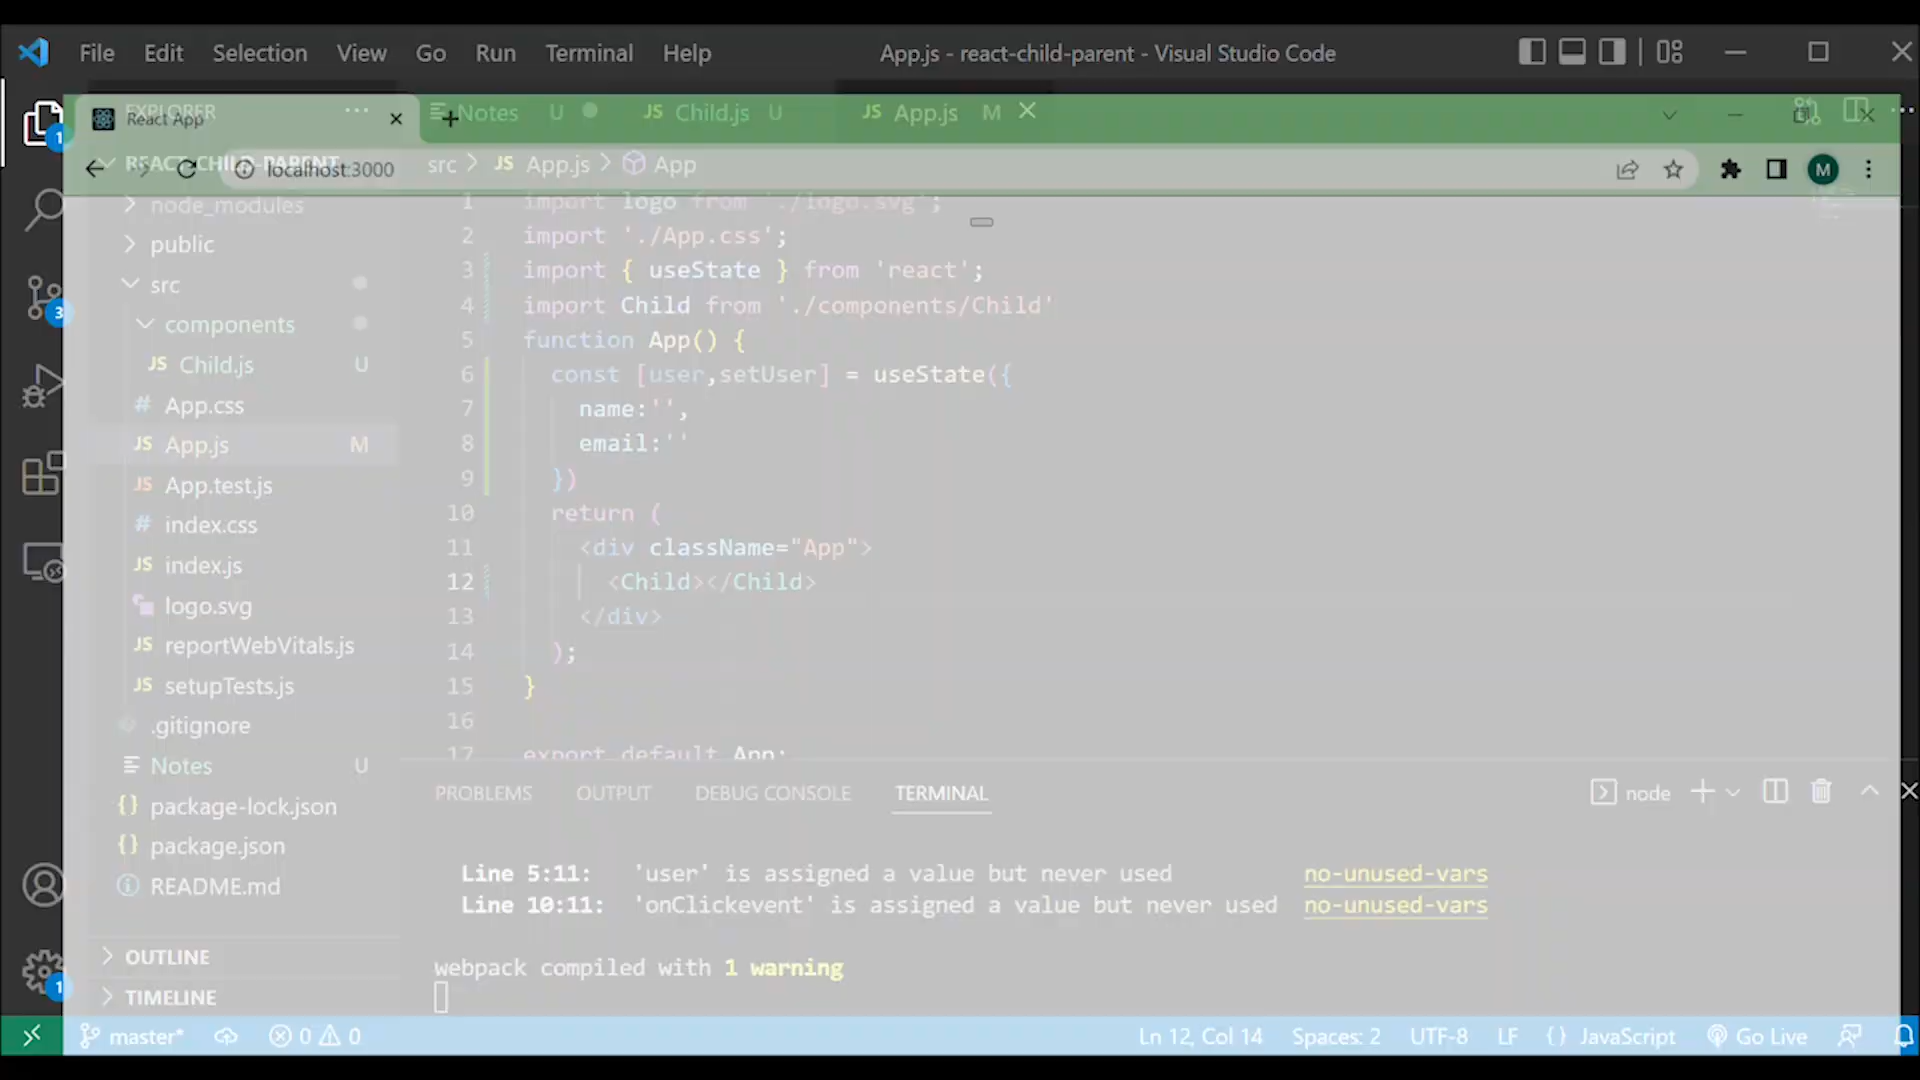 File Edit Selection View Go Run Terminal Help
App.js - react-child-parent - Visual Studio Code
EXPLORER ...
React App
Notes U
JS Child.js U
JS App.js M
REACT-CHILD-PARENT
localhost:3000
src > JS App.js > App
M
node_modules
public
src
components
JS Child.js U
# App.css
JS App.js M
JS App.test.js
# index.css
JS index.js
logo.svg
JS reportWebVitals.js
JS setupTests.js
.gitignore
Notes U
{} package-lock.json
{} package.json
README.md
OUTLINE
TIMELINE
1
3
1
1 import logo from './logo.svg';
2 import './App.css';
3 import { useState } from 'react';
4 import Child from './components/Child'
5 function App() {
6 const [user,setUser] = useState({
7 name:'',
8 email:''
9 })
10 return (
11 <div className="App">
12 <Child></Child>
13 </div>
14 );
15 }
16
17 export default App;
PROBLEMS OUTPUT DEBUG CONSOLE TERMINAL
node
Line 5:11: 'user' is assigned a value but never used no-unused-vars
Line 10:11: 'onClickevent' is assigned a value but never used no-unused-vars
webpack compiled with 1 warning
master* 0 0
Ln 12, Col 14 Spaces: 2 UTF-8 LF {} JavaScript Go Live